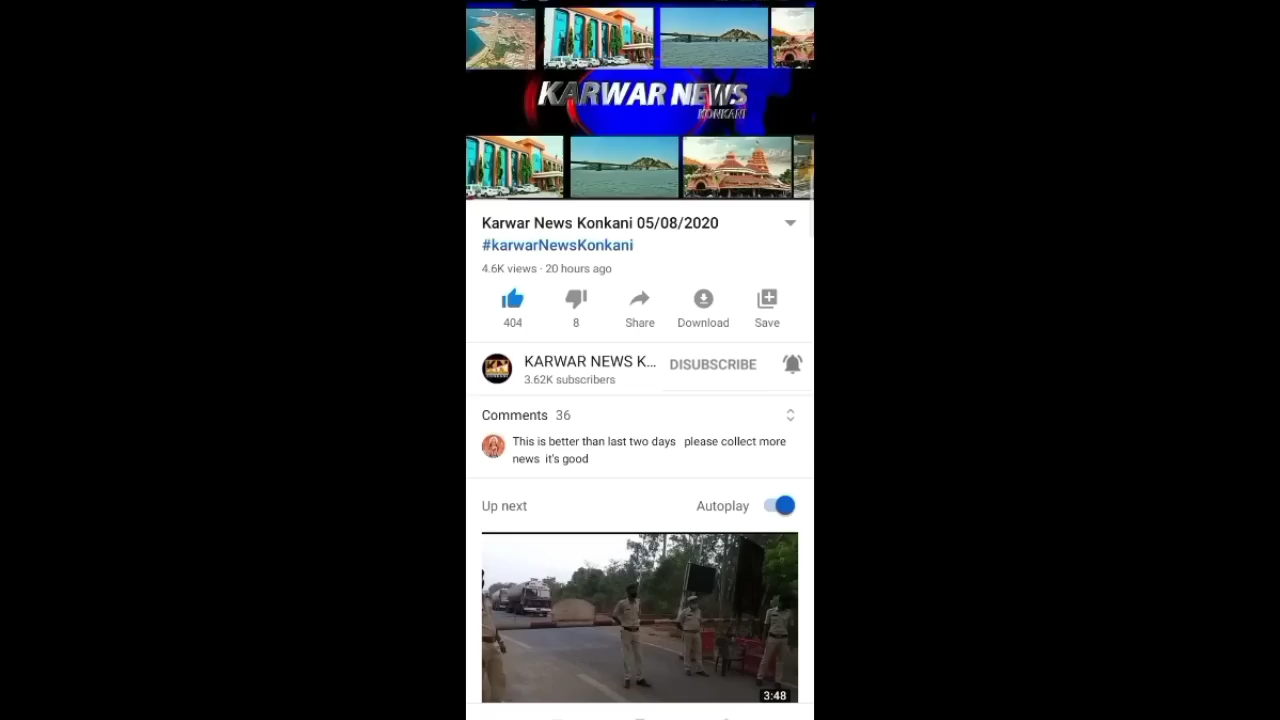 KARWAR NEWS
KONKANI
Karwar News Konkani 05/08/2020
#karwarNewsKonkani
4.6K views · 20 hours ago
404
8
Share
Download
Save
KARWAR NEWS K...
3.62K subscribers
DISUBSCRIBE
Comments 36
This is better than last two days please collect more
news it's good
Up next
Autoplay
3:48